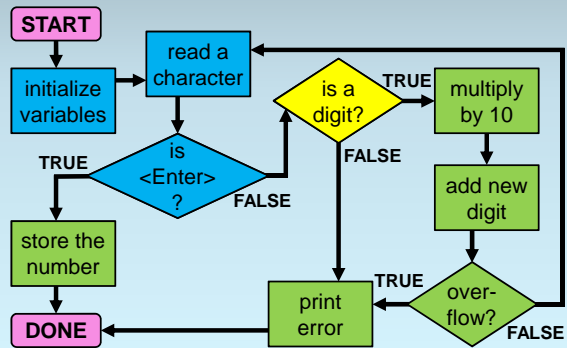 START
initialize
variables
read a
character
is
<Enter>
?
TRUE
FALSE
store the
number
DONE
is a
digit?
TRUE
FALSE
multiply
by 10
add new
digit
over-
flow?
TRUE
FALSE
print
error